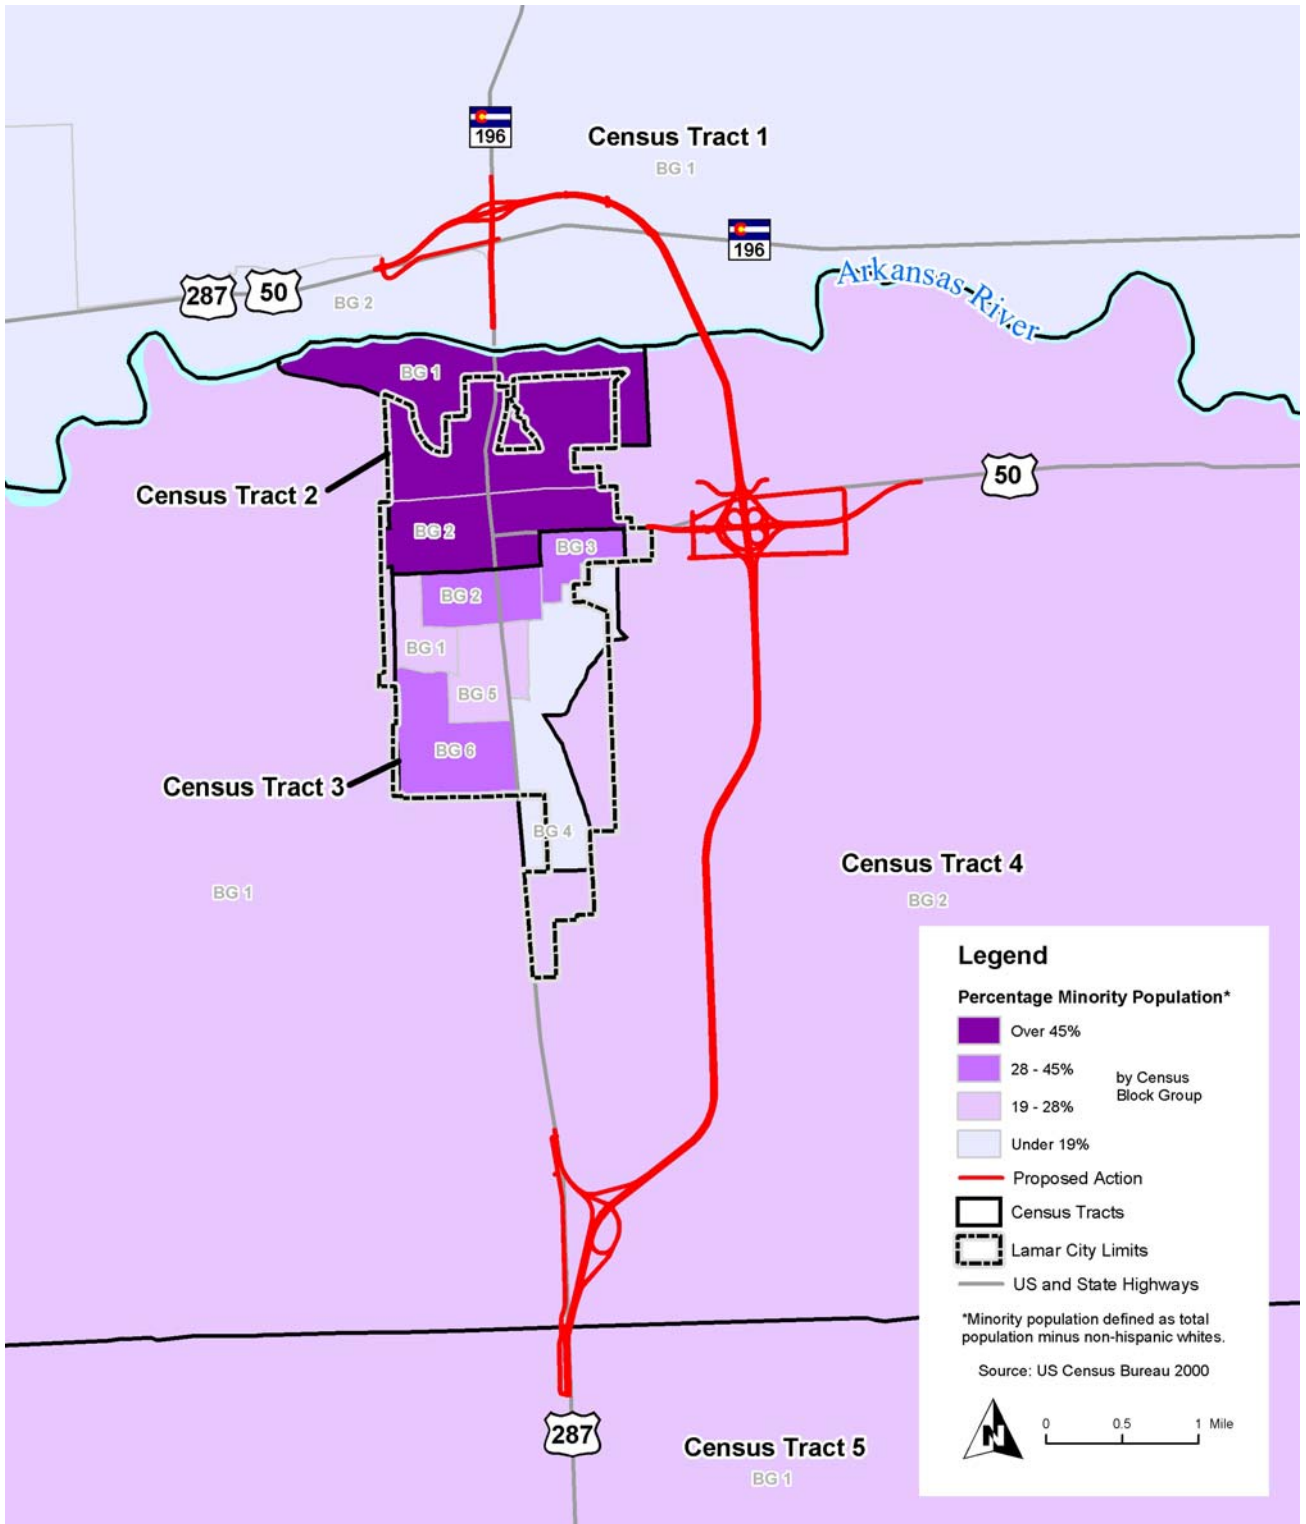 196
Census Tract 1
BG 1
196
Arkansas River
287
50
BG 2
BG 1
50
Census Tract 2
BG 2
BG 3
BG 2
BG 1
BG 5
BG 6
Census Tract 3
BG 4
Census Tract 4
BG 1
BG 2
Legend
Percentage Minority Population*
Over 45%
28 - 45%
by Census
Block Group
19 - 28%
Under 19%
Proposed Action
Census Tracts
Lamar City Limits
US and State Highways
*Minority population defined as total
population minus non-hispanic whites.
Source: US Census Bureau 2000
N
0 0.5 1 Mile
287
Census Tract 5
BG 1